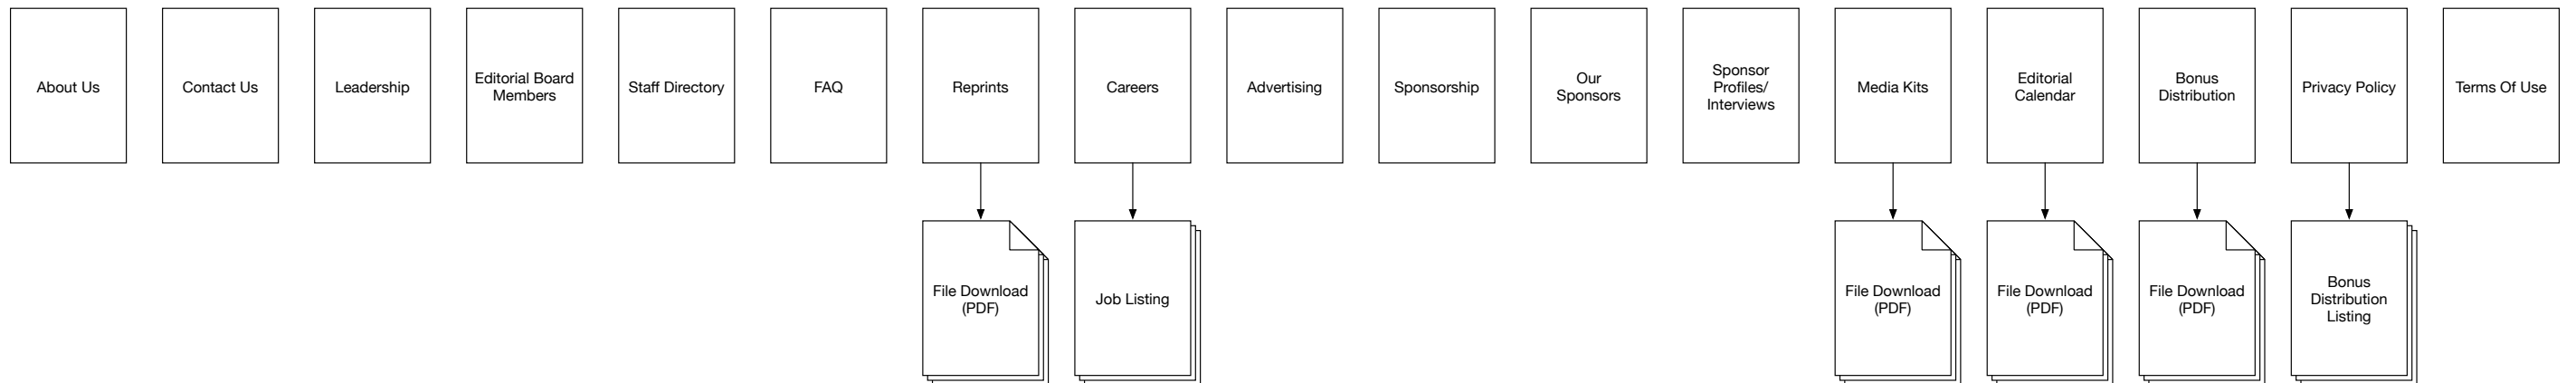 About Us
Contact Us
Leadership
Editorial Board
Members
Staff Directory
FAQ
Reprints
Careers
Advertising
Sponsorship
Our
Sponsors
Sponsor
Profiles/
Interviews
Media Kits
Editorial
Calendar
Bonus
Distribution
Privacy Policy
Terms Of Use
File Download
(PDF)
Job Listing
File Download
(PDF)
File Download
(PDF)
File Download
(PDF)
Bonus
Distribution
Listing